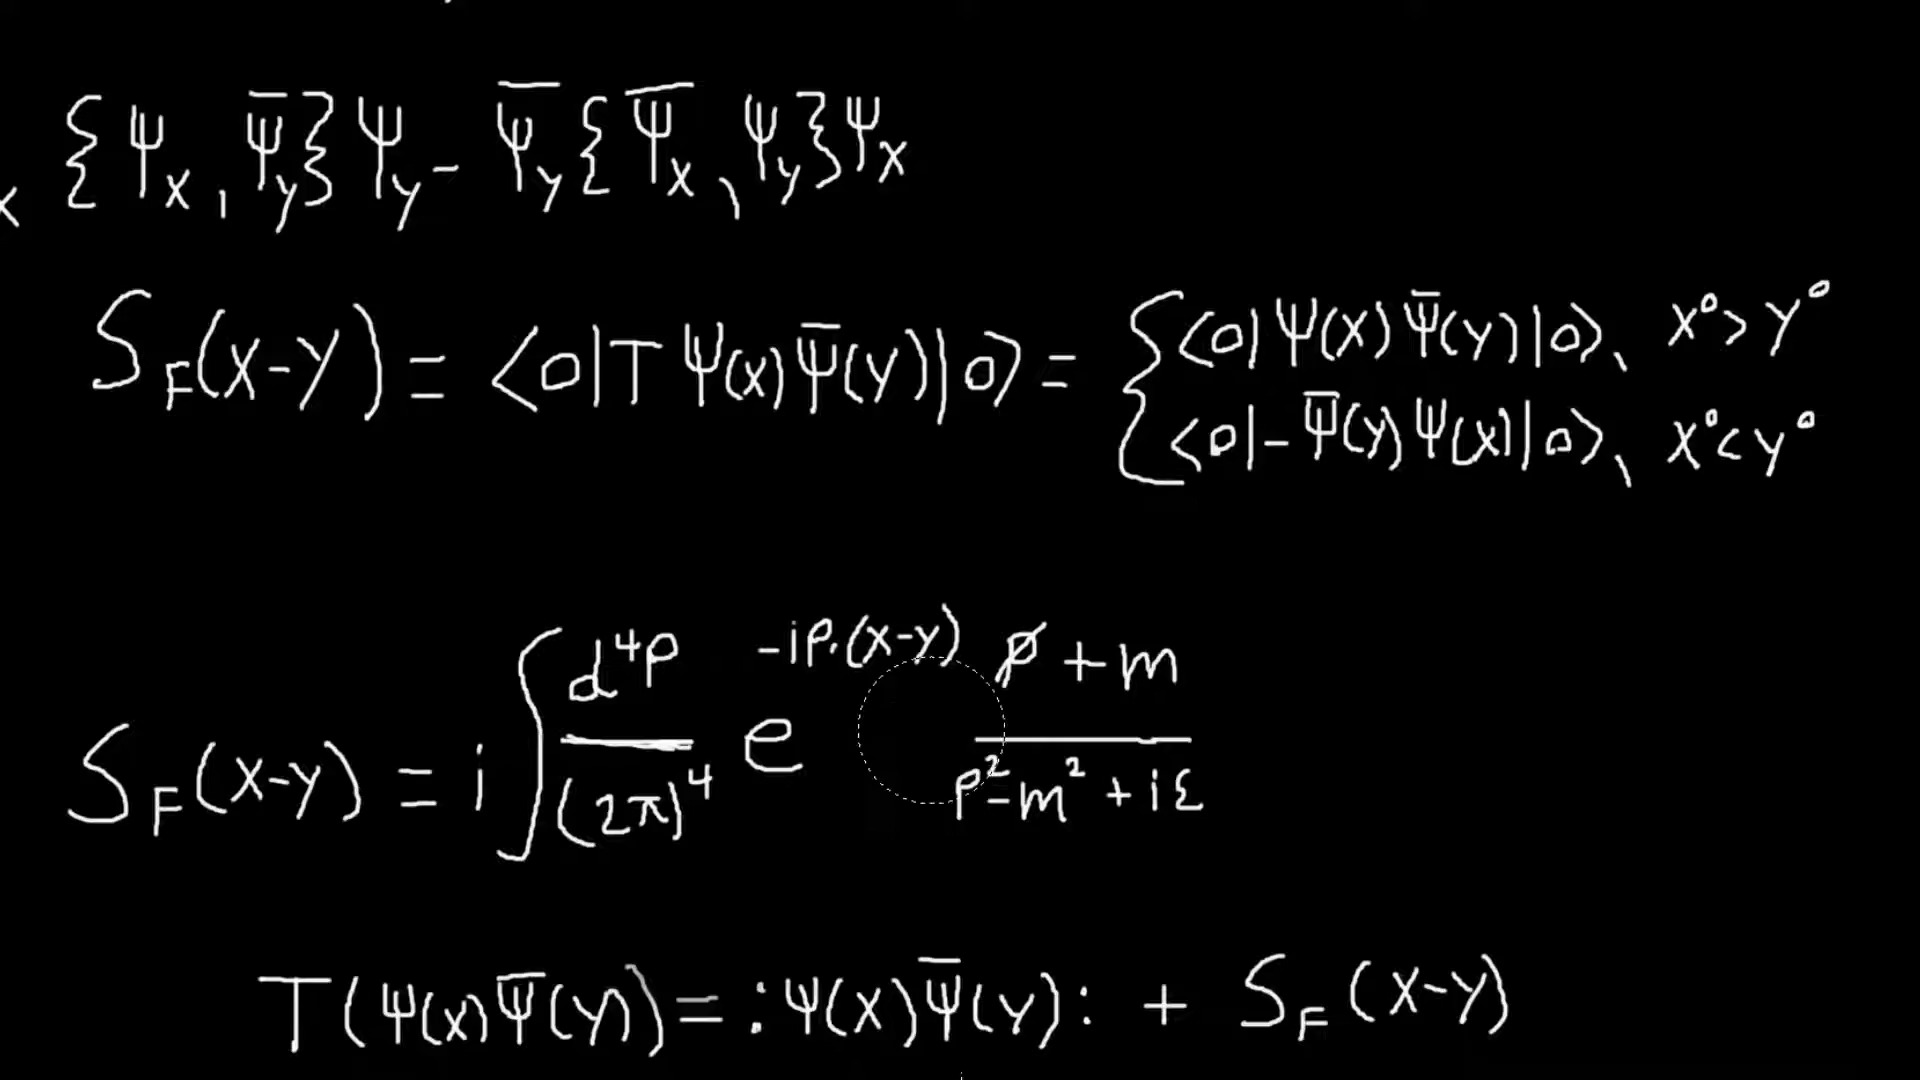 x {ψ_x, ψ̄_y}ψ_y - ψ̄_y{ψ̄_x, ψ_y}ψ_x
S_F(x-y) = <0|T ψ(x) ψ̄(y)|0> = { <0|ψ(x) ψ̄(y)|0>, x⁰>y⁰
<0|-ψ̄(y) ψ(x)|0>, x⁰<y⁰
S_F(x-y) = i ∫ d⁴p/(2π)⁴ e^{-ip·(x-y)} (p̸ + m)/(p²-m² + iε)
T(ψ(x)ψ̄(y)) = :ψ(x)ψ̄(y): + S_F(x-y)